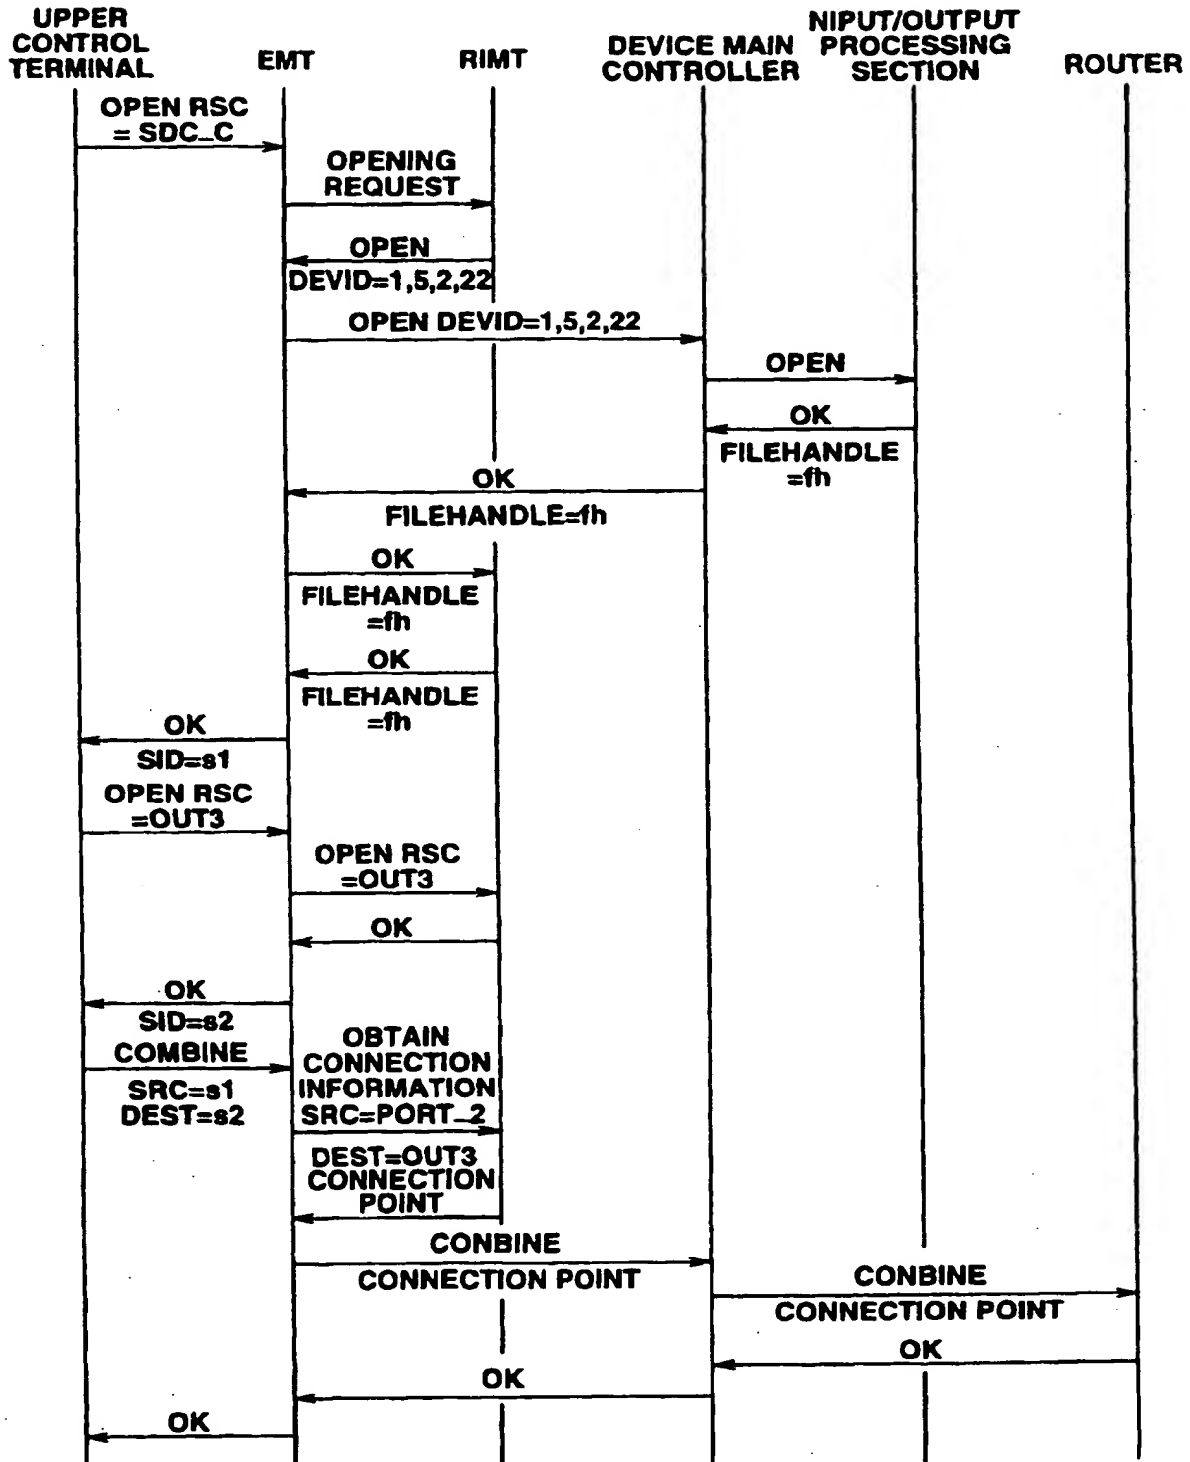 UPPER
CONTROL
TERMINAL
EMT
RIMT
DEVICE MAIN
CONTROLLER
NIPUT/OUTPUT
PROCESSING
SECTION
ROUTER
OPEN RSC
= SDC_C
OPENING
REQUEST
OPEN
DEVID=1,5,2,22
OPEN DEVID=1,5,2,22
OPEN
OK
FILEHANDLE
=fh
OK
FILEHANDLE=fh
OK
FILEHANDLE
=fh
OK
FILEHANDLE
=fh
OK
SID=s1
OPEN RSC
=OUT3
OPEN RSC
=OUT3
OK
OK
SID=s2
COMBINE
SRC=s1
DEST=s2
OBTAIN
CONNECTION
INFORMATION
SRC=PORT_2
DEST=OUT3
CONNECTION
POINT
CONBINE
CONNECTION POINT
CONBINE
CONNECTION POINT
OK
OK
OK